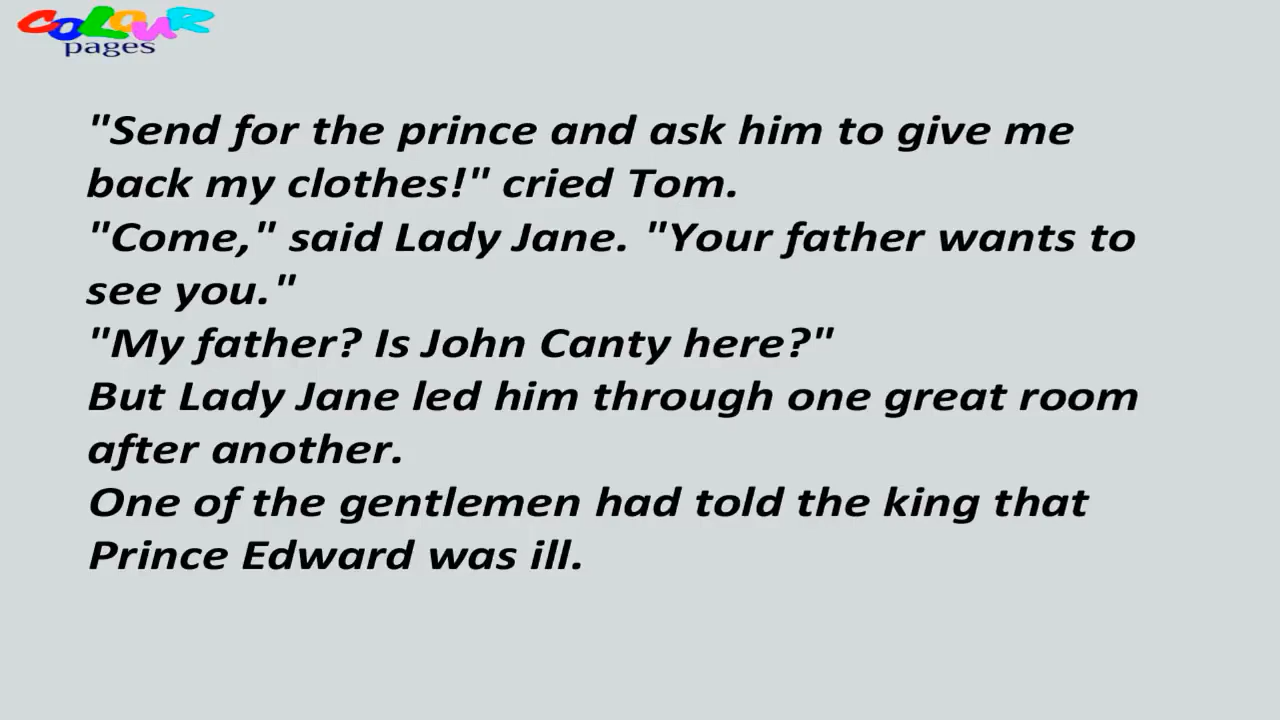 COLOUR
pages
"Send for the prince and ask him to give me
back my clothes!" cried Tom.
"Come," said Lady Jane. "Your father wants to
see you."
"My father? Is John Canty here?"
But Lady Jane led him through one great room
after another.
One of the gentlemen had told the king that
Prince Edward was ill.